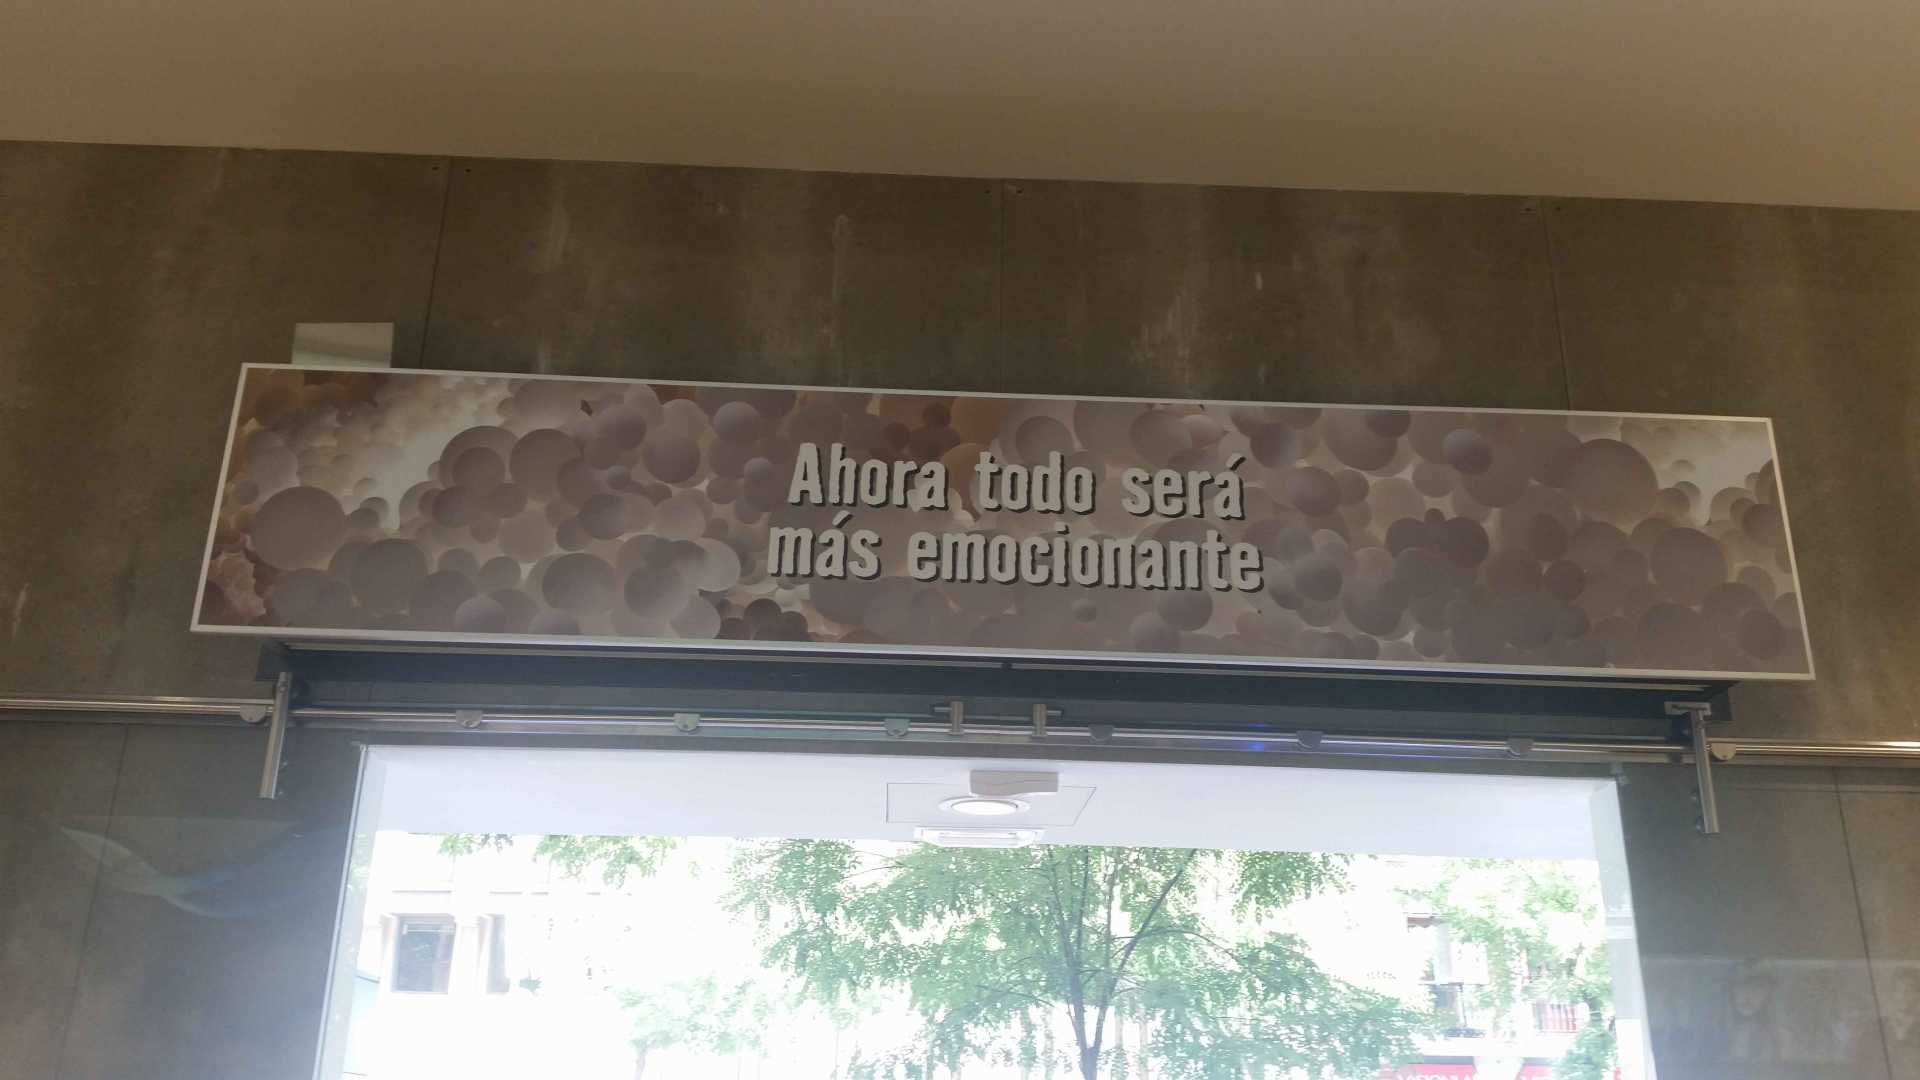 Ahora todo será
más emocionante